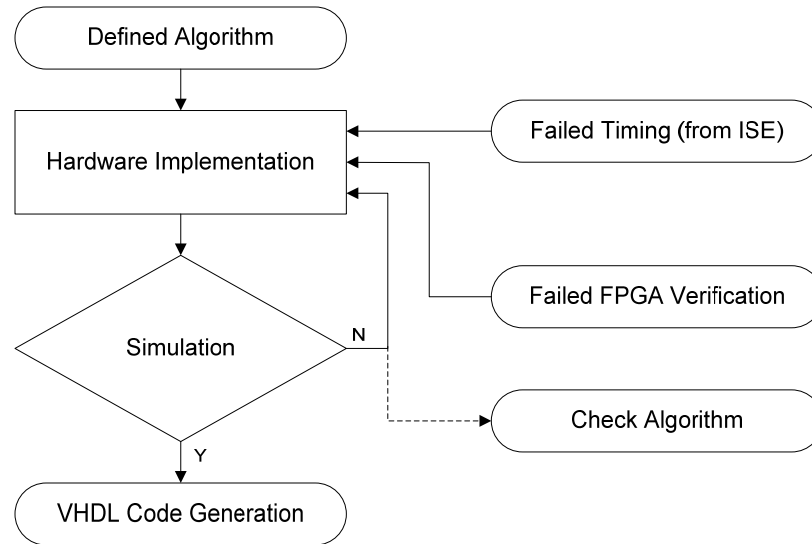 Defined Algorithm
Failed Timing (from ISE)
Hardware Implementation
Failed FPGA Verification
Simulation
N
Check Algorithm
Y
VHDL Code Generation